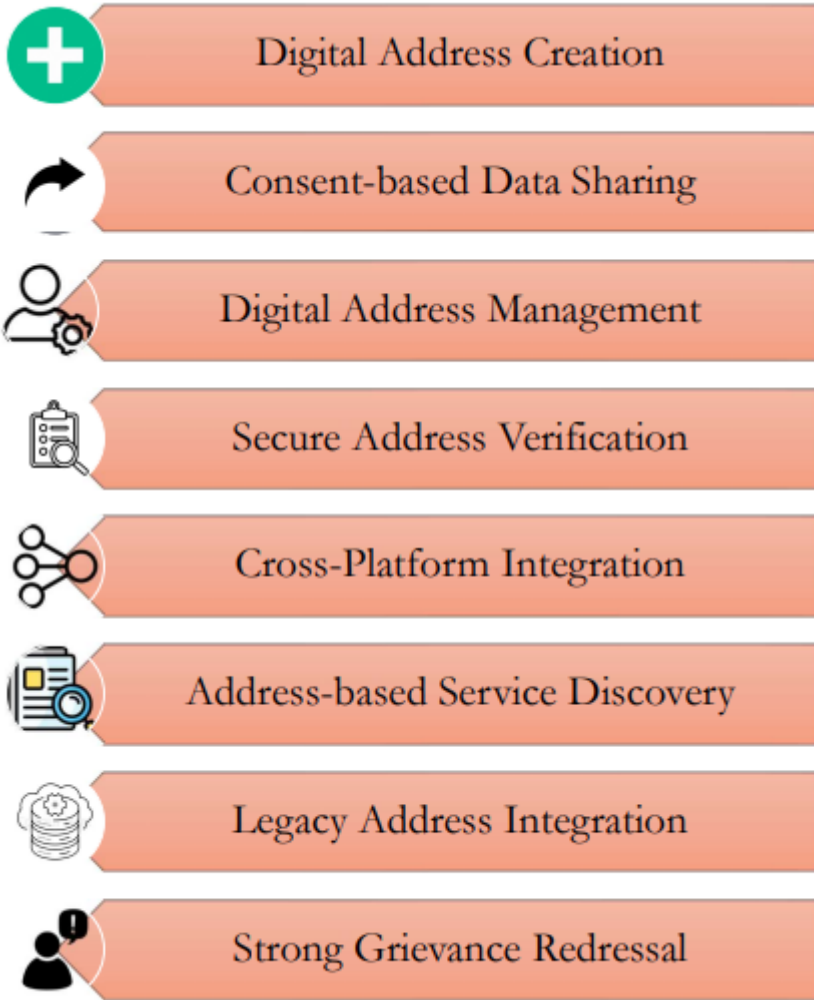 Digital Address Creation
Consent-based Data Sharing
Digital Address Management
Secure Address Verification
Cross-Platform Integration
Address-based Service Discovery
Legacy Address Integration
Strong Grievance Redressal